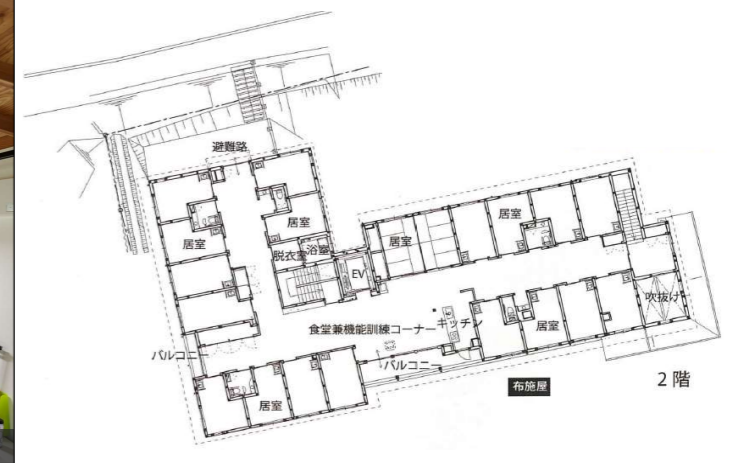 避難路
居室
居室
居室
居室
脱衣室
浴室
EV
吹抜け
食堂兼機能訓練コーナー
キッチン
居室
バルコニー
バルコニー
居室
布施屋
2階